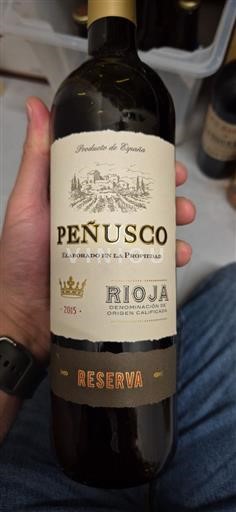 Producto de España
PEÑUSCO
ELABORADO EN LA PROPIEDAD
RIOJA
DENOMINACIÓN DE
ORIGEN CALIFICADA
2015
RESERVA